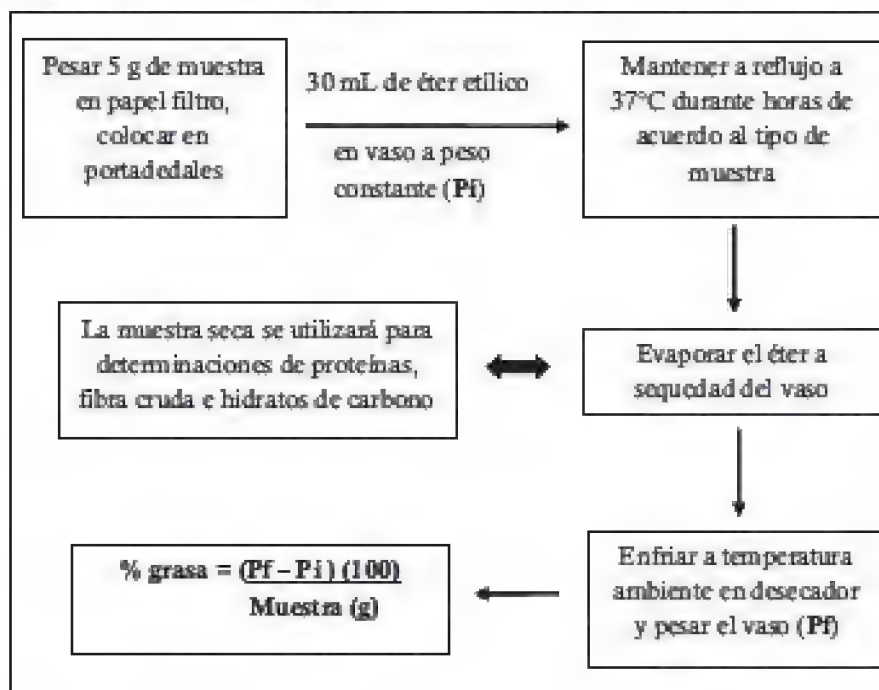 Pesar 5 g de muestra
en papel filtro,
colocar en
portadedales
30 mL de éter etílico
en vaso a peso
constante (Pi)
Mantener a reflujo a
37°C durante horas de
acuerdo al tipo de
muestra
La muestra seca se utilizará para
determinaciones de proteínas,
fibra cruda e hidratos de carbono
Evaporar el éter a
sequedad del vaso
% grasa = (Pf – Pi) (100)
Muestra (g)
Enfriar a temperatura
ambiente en desecador
y pesar el vaso (Pf)